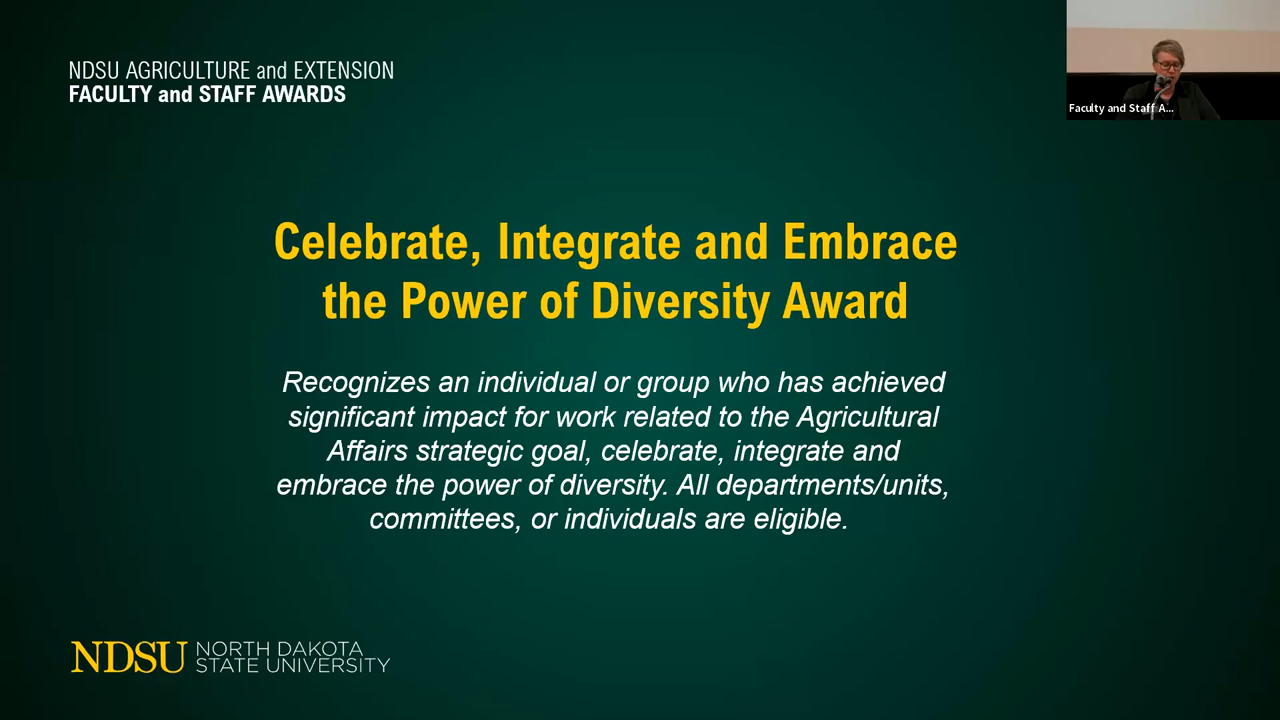 NDSU AGRICULTURE and EXTENSION
FACULTY and STAFF AWARDS
Faculty and Staff A...
Celebrate, Integrate and Embrace
the Power of Diversity Award
Recognizes an individual or group who has achieved
significant impact for work related to the Agricultural
Affairs strategic goal, celebrate, integrate and
embrace the power of diversity. All departments/units,
committees, or individuals are eligible.
NDSU NORTH DAKOTA
STATE UNIVERSITY